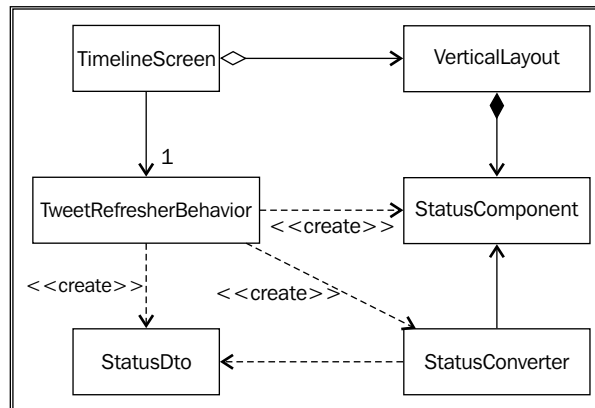 TimelineScreen
VerticalLayout
1
TweetRefresherBehavior
StatusComponent
<<create>>
<<create>>
<<create>>
StatusDto
StatusConverter